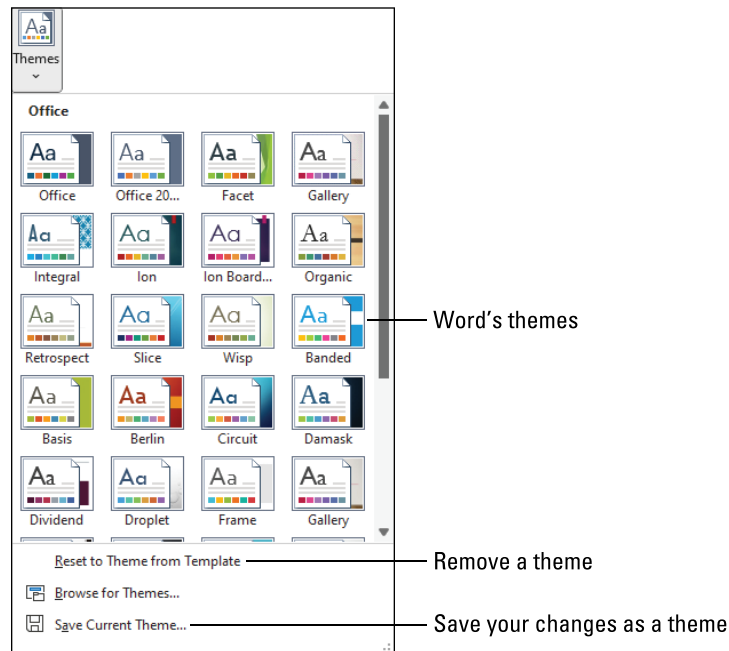 Aa
Themes
Office
Aa Aa Aa Aa
Office Office 20... Facet Gallery
Aa Aa Aa Aa
Integral Ion Ion Board... Organic
Aa Aa Aa Aa
Retrospect Slice Wisp Banded
Word's themes
Aa Aa Aa Aa
Basis Berlin Circuit Damask
Aa Aa Aa Aa
Dividend Droplet Frame Gallery
Reset to Theme from Template
Remove a theme
Browse for Themes...
Save Current Theme...
Save your changes as a theme